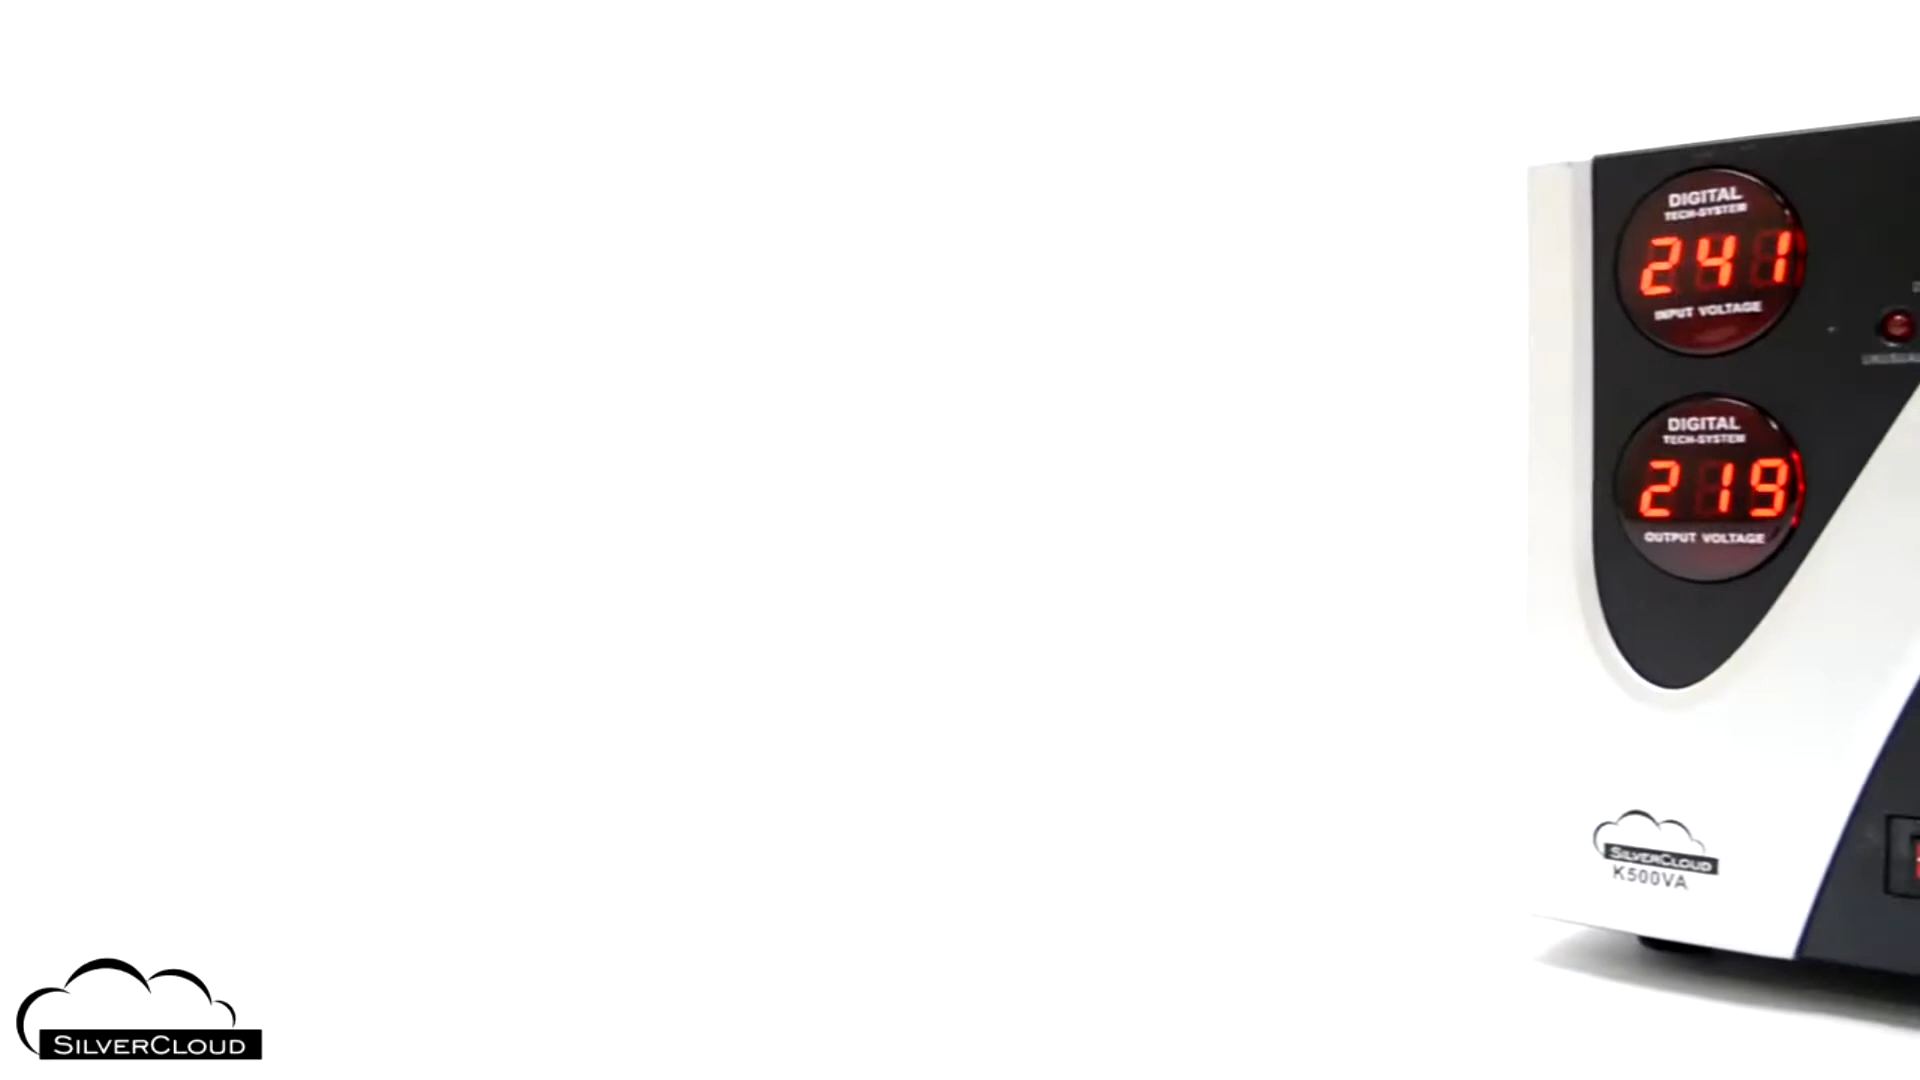 DIGITAL
TECH-SYSTEM
241
INPUT VOLTAGE
DIGITAL
TECH-SYSTEM
219
OUTPUT VOLTAGE
SILVERCLOUD
K500VA
SILVERCLOUD